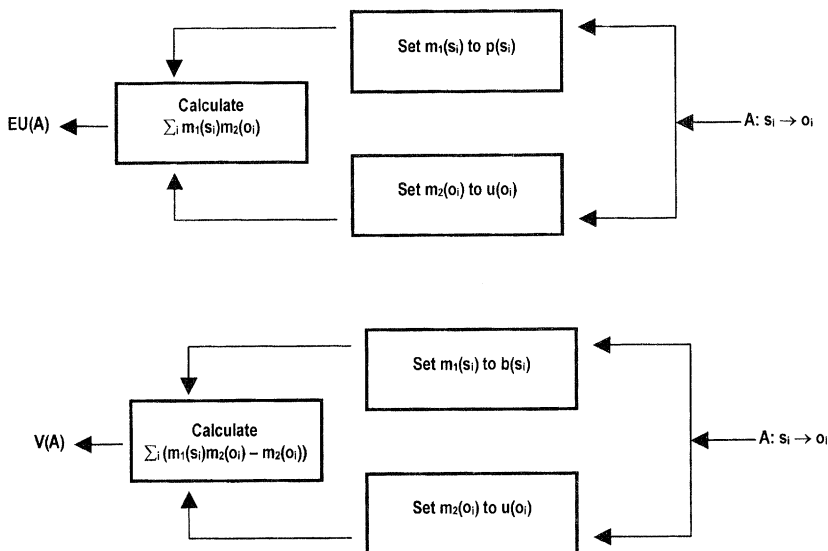 Set m₁(sᵢ) to p(sᵢ)
Calculate
∑ᵢ m₁(sᵢ)m₂(oᵢ)
EU(A)
A: sᵢ → oᵢ
Set m₂(oᵢ) to u(oᵢ)
Set m₁(sᵢ) to b(sᵢ)
Calculate
∑ᵢ (m₁(sᵢ)m₂(oᵢ) – m₂(oᵢ))
V(A)
A: sᵢ → oᵢ
Set m₂(oᵢ) to u(oᵢ)